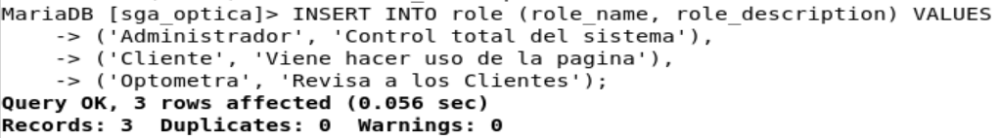 MariaDB [sga_optica]> INSERT INTO role (role_name, role_description) VALUES
    -> ('Administrador', 'Control total del sistema'),
    -> ('Cliente', 'Viene hacer uso de la pagina'),
    -> ('Optometra', 'Revisa a los Clientes');
Query OK, 3 rows affected (0.056 sec)
Records: 3  Duplicates: 0  Warnings: 0